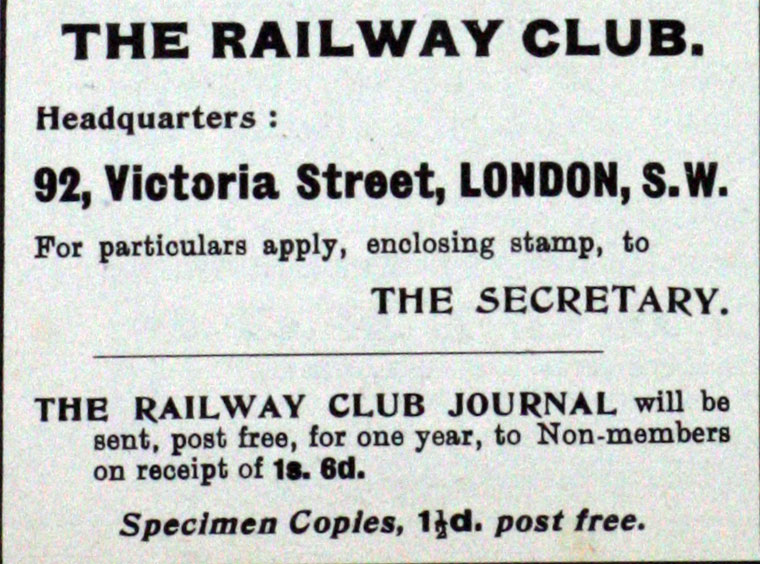 THE RAILWAY CLUB.
Headquarters :
92, Victoria Street, LONDON, S.W.
For particulars apply, enclosing stamp, to
THE SECRETARY.
THE RAILWAY CLUB JOURNAL will be
sent, post free, for one year, to Non-members
on receipt of 1s. 6d.
Specimen Copies, 1½d. post free.